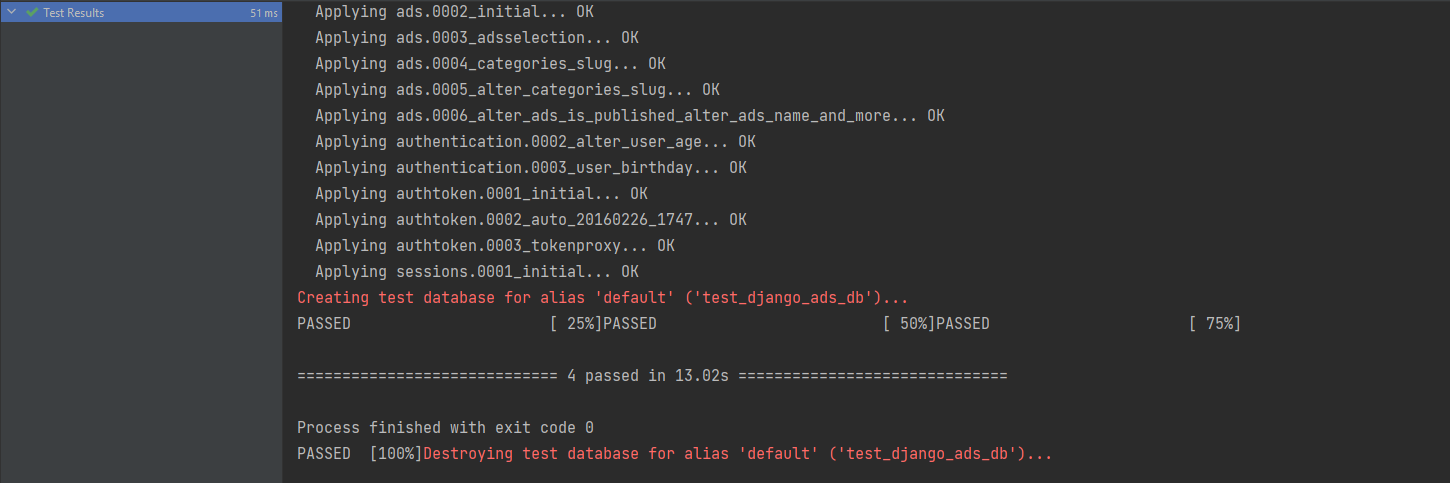 Test Results 51 ms
Applying ads.0002_initial... OK
Applying ads.0003_adsselection... OK
Applying ads.0004_categories_slug... OK
Applying ads.0005_alter_categories_slug... OK
Applying ads.0006_alter_ads_is_published_alter_ads_name_and_more... OK
Applying authentication.0002_alter_user_age... OK
Applying authentication.0003_user_birthday... OK
Applying authtoken.0001_initial... OK
Applying authtoken.0002_auto_20160226_1747... OK
Applying authtoken.0003_tokenproxy... OK
Applying sessions.0001_initial... OK
Creating test database for alias 'default' ('test_django_ads_db')...
PASSED                      [ 25%]PASSED                         [ 50%]PASSED                      [ 75%]
============================= 4 passed in 13.02s ==============================
Process finished with exit code 0
PASSED  [100%]Destroying test database for alias 'default' ('test_django_ads_db')...